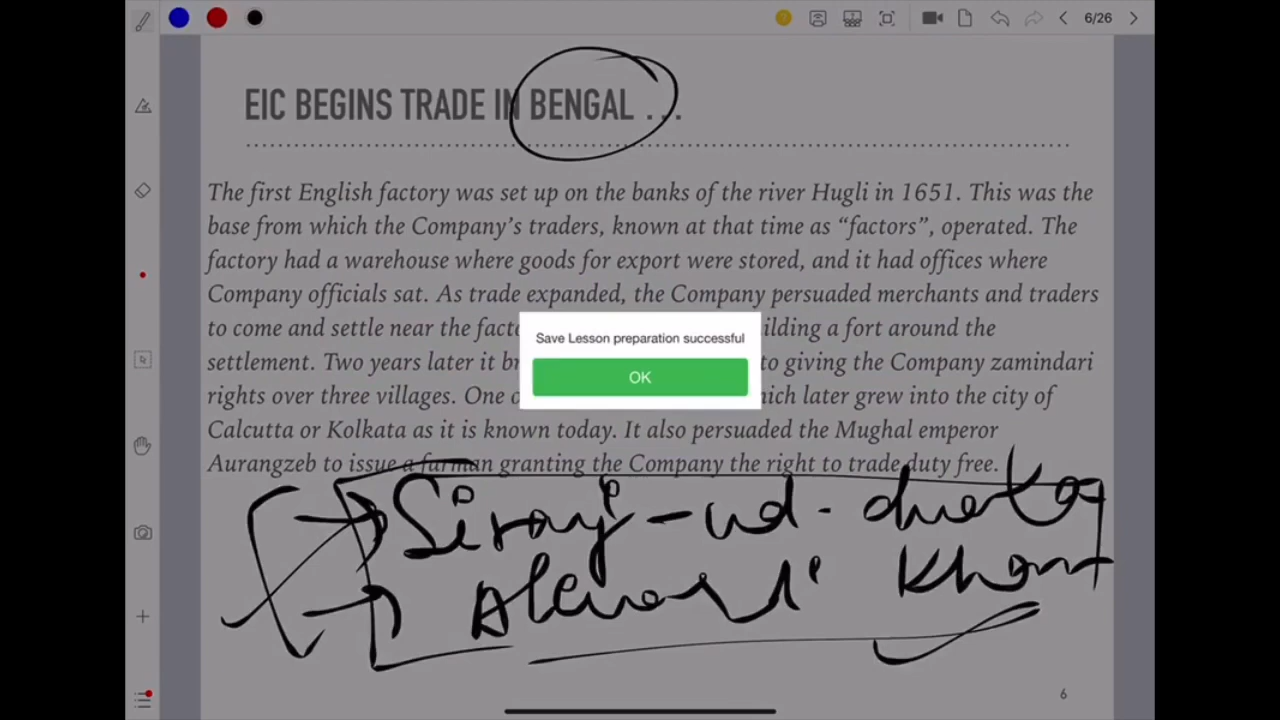 6/26
EIC BEGINS TRADE IN BENGAL ...
The first English factory was set up on the banks of the river Hugli in 1651. This was the
base from which the Company’s traders, known at that time as “factors”, operated. The
factory had a warehouse where goods for export were stored, and it had offices where
Company officials sat. As trade expanded, the Company persuaded merchants and traders
to come and settle near the ilding a fort around the
settlement. Two years later it to giving the Company zamindari
rights over three villages. One later grew into the city of
Calcutta or Kolkata as it is known today. It also persuaded the Mughal emperor
Aurangzeb to issue a farman granting the Company the right to trade duty free.
Save Lesson preparation successful
OK
Siraj-ud-
Khan
6